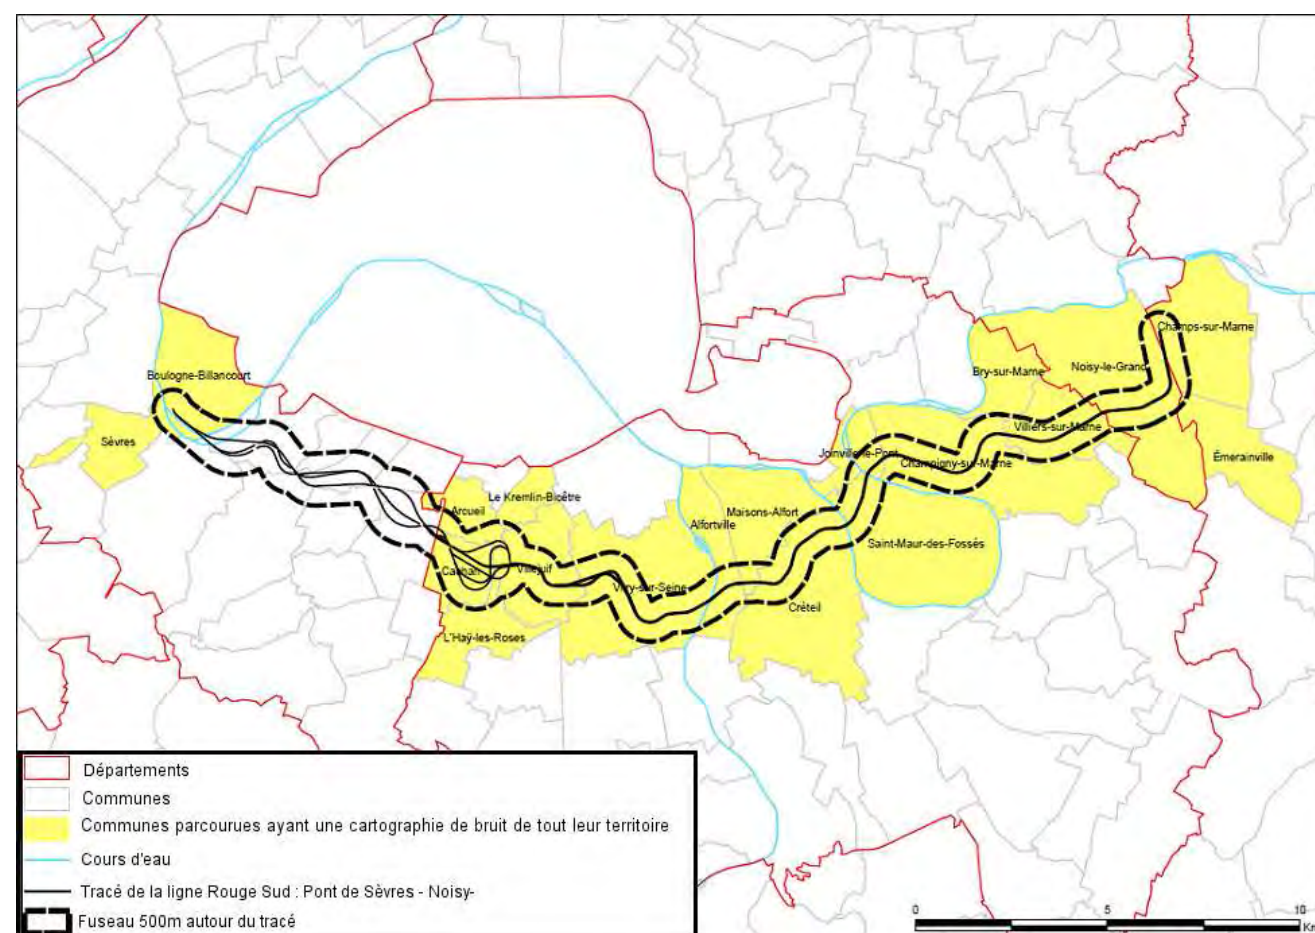 Champs-sur-Marne
Noisy-le-Grand
Bry-sur-Marne
Boulogne-Billancourt
Villiers-sur-Marne
Sèvres
Joinville-le-Pont
Émerainville
Champigny-sur-Marne
Le Kremlin-Bicêtre
Arcueil
Maisons-Alfort
Alfortville
Saint-Maur-des-Fossés
Cachan
Villejuif
Vitry-sur-Seine
Créteil
L'Haÿ-les-Roses
Départements
Communes
Communes parcourues ayant une cartographie de bruit de tout leur territoire
Cours d'eau
Tracé de la ligne Rouge Sud : Pont de Sèvres - Noisy-
Fuseau 500m autour du tracé
0 5 10